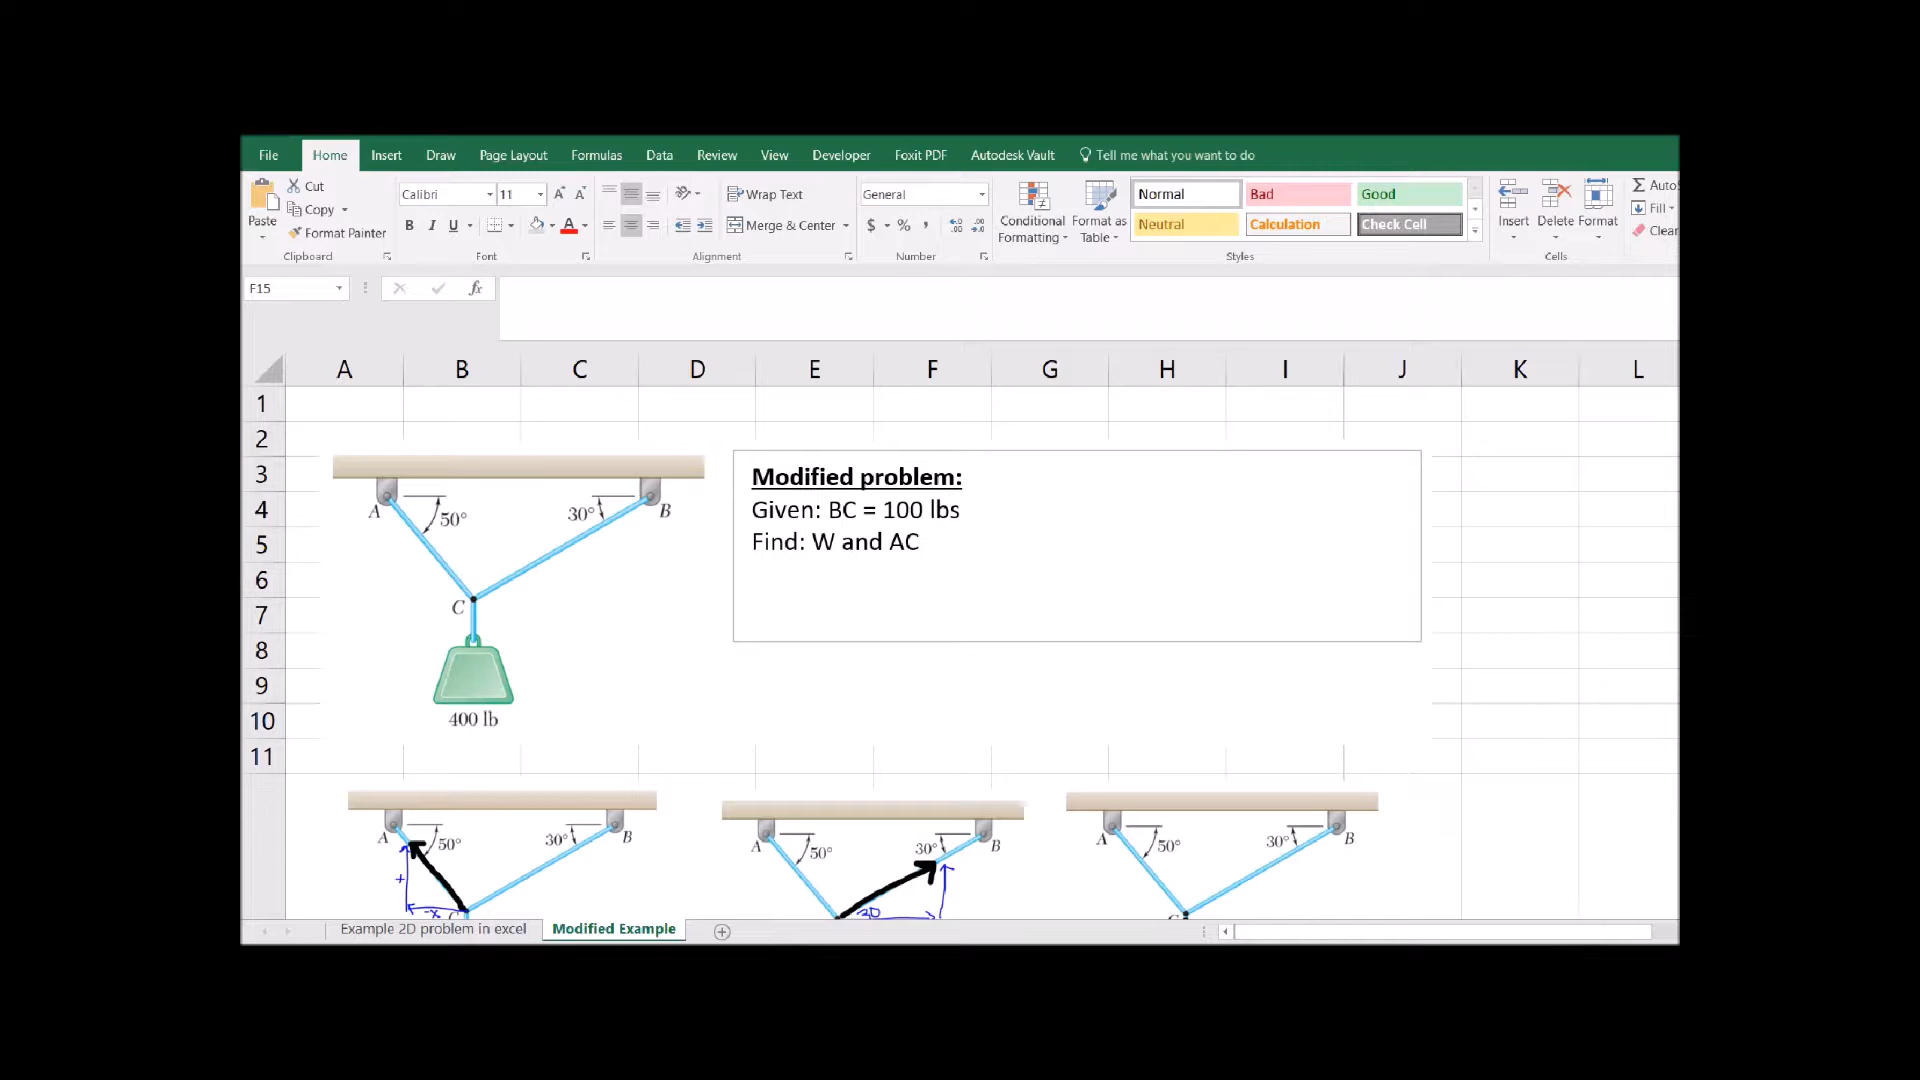 File Home Insert Draw Page Layout Formulas Data Review View Developer Foxit PDF Autodesk Vault Tell me what you want to do
Paste
Cut
Copy
Format Painter
Clipboard
Calibri 11
B I U
Font
Wrap Text
Merge & Center
Alignment
General
$ % ,
Number
Conditional Formatting
Format as Table
Normal Bad Good
Neutral Calculation Check Cell
Styles
Insert Delete Format
Cells
Auto
Fill
Clear
F15
fx
A B C D E F G H I J K L
1
2
3
4
5
6
7
8
9
10
11
A 50° 30° B
C
400 lb
Modified problem:
Given: BC = 100 lbs
Find: W and AC
A 50° 30° B
+
-x C
A 50° 30° B
A 50° 30° B
Example 2D problem in excel Modified Example